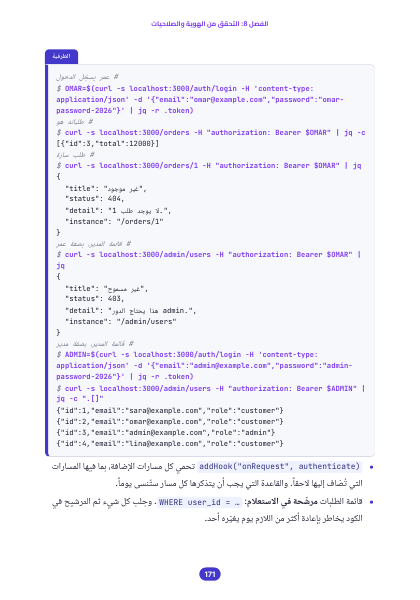 الفصل 8: التحقق من الهوية والصلاحيات
الطرفية
# عمر يسجّل الدخول
$ OMAR=$(curl -s localhost:3000/auth/login -H 'content-type:
application/json' -d '{"email":"omar@example.com","password":"omar-
password-2026"}' | jq -r .token)
# طلباته هو
$ curl -s localhost:3000/orders -H "authorization: Bearer $OMAR" | jq -c
[{"id":3,"total":12000}]
# طلب سارة
$ curl -s localhost:3000/orders/1 -H "authorization: Bearer $OMAR" | jq
{
"title": "غير موجود",
"status": 404,
"detail": "لا يوجد طلب 1.",
"instance": "/orders/1"
}
# قائمة المدير، بصفة عمر
$ curl -s localhost:3000/admin/users -H "authorization: Bearer $OMAR" |
jq
{
"title": "غير مسموح",
"status": 403,
"detail": "هذا يحتاج الدور admin.",
"instance": "/admin/users"
}
# قائمة المدير، بصفة مدير
$ ADMIN=$(curl -s localhost:3000/auth/login -H 'content-type:
application/json' -d '{"email":"admin@example.com","password":"admin-
password-2026"}' | jq -r .token)
$ curl -s localhost:3000/admin/users -H "authorization: Bearer $ADMIN" |
jq -c ".[]"
{"id":1,"email":"sara@example.com","role":"customer"}
{"id":2,"email":"omar@example.com","role":"customer"}
{"id":3,"email":"admin@example.com","role":"admin"}
{"id":4,"email":"lina@example.com","role":"customer"}
• addHook("onRequest", authenticate) تحمي كل مسارات الإضافة، بما فيها المسارات
التي تُضاف إليها لاحقاً. والقاعدة التي يجب أن يتذكرها كل مسار ستُنسى يوماً.
• قائمة الطلبات مرشّحة في الاستعلام: WHERE user_id = … . وجلب كل شيء ثم الترشيح في
الكود يخاطر بإعادة أكثر من اللازم يوم يغيّره أحد.
171